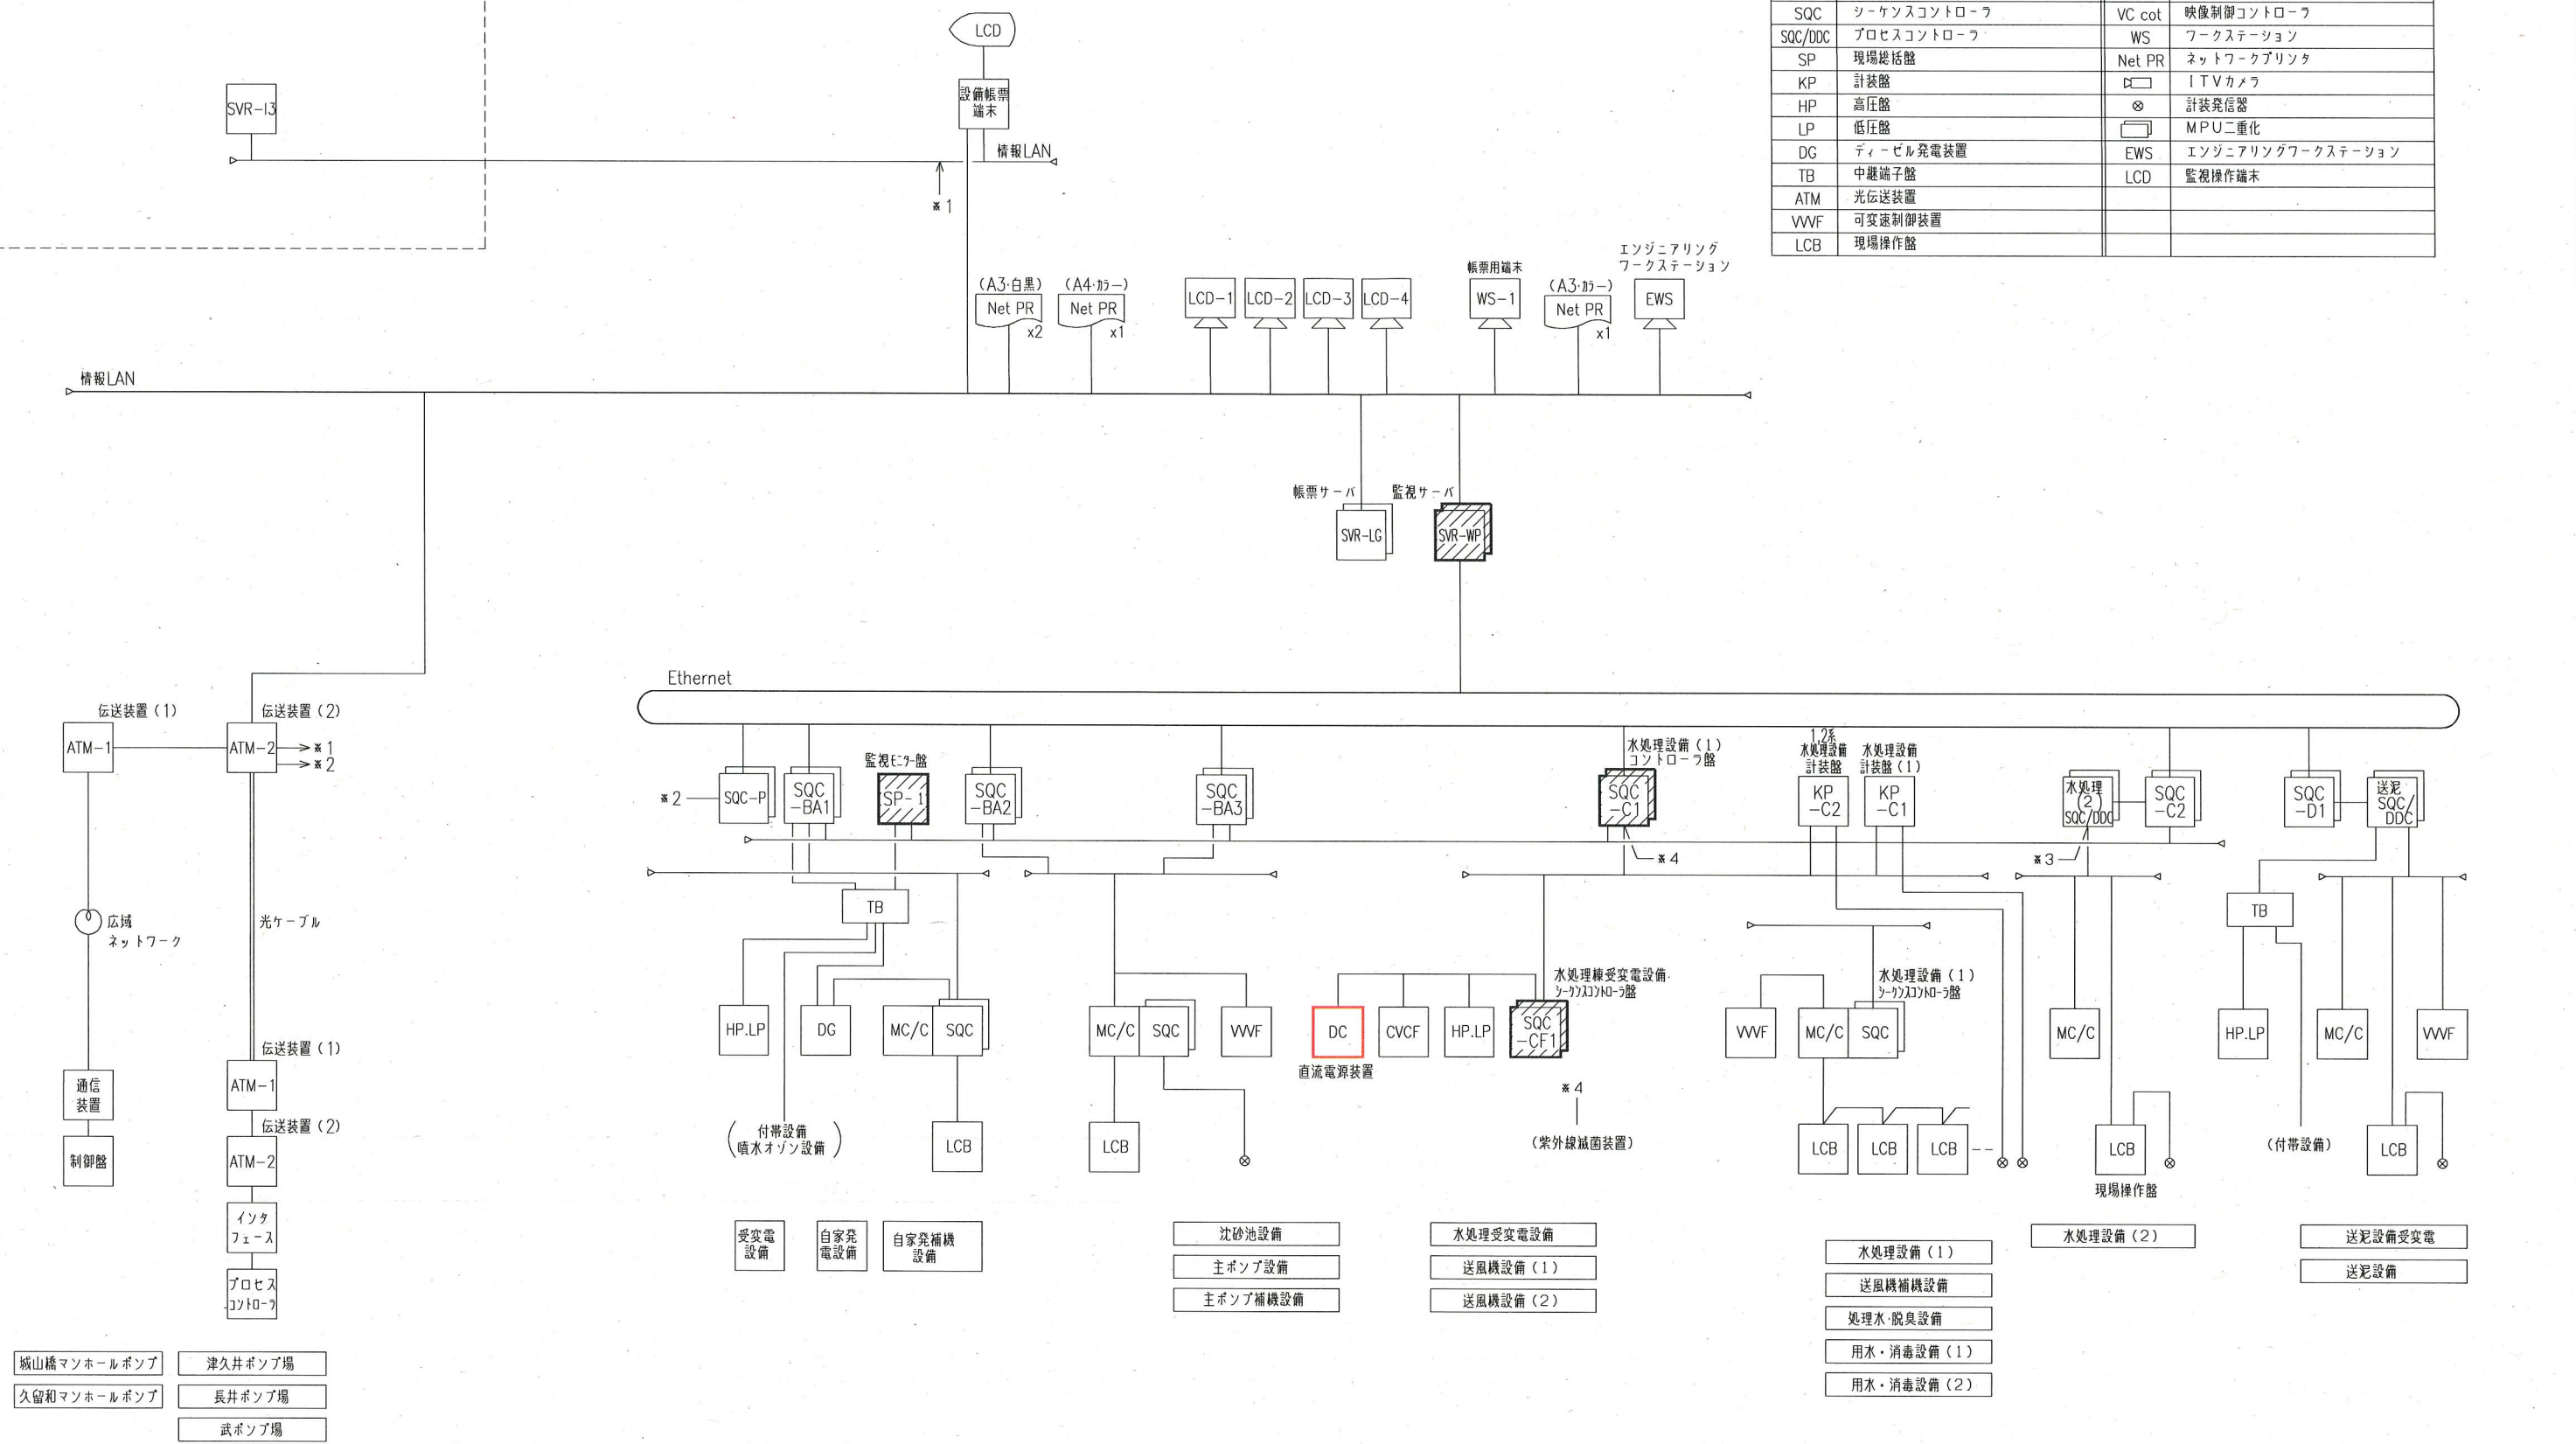 LCD
SQC シーケンスコントローラ VC cot 映像制御コントローラ
SQC/DDC プロセスコントローラ WS ワークステーション
SP 現場総括盤 Net PR ネットワークプリンタ
KP 計装盤 ITVカメラ
HP 高圧盤 ⊗ 計装発信器
LP 低圧盤 MPU二重化
DG ディーゼル発電装置 EWS エンジニアリングワークステーション
TB 中継端子盤 LCD 監視操作端末
ATM 光伝送装置
VVVF 可変速制御装置
LCB 現場操作盤
SVR-I3
設備帳票
端末
情報LAN
※1
エンジニアリング
ワークステーション
帳票用端末
(A3·白黒)
Net PR
x2
(A4·カラー)
Net PR
x1
LCD-1
LCD-2
LCD-3
LCD-4
WS-1
(A3·カラー)
Net PR
x1
EWS
情報LAN
帳票サーバ
SVR-LG
監視サーバ
SVR-WP
Ethernet
伝送装置(1)
ATM-1
伝送装置(2)
ATM-2
※1
※2
広域
ネットワーク
光ケーブル
通信
装置
制御盤
伝送装置(1)
ATM-1
伝送装置(2)
ATM-2
インタ
フェース
プロセス
コントローラ
城山橋マンホールポンプ
久留和マンホールポンプ
津久井ポンプ場
長井ポンプ場
武ポンプ場
※2
SQC-P
SQC
-BA1
監視モニター盤
SP-1
SQC
-BA2
SQC
-BA3
水処理設備(1)
コントローラ盤
SQC
-C1
※4
1,2系
水処理設備
計装盤
KP
-C2
水処理設備
計装盤(1)
KP
-C1
水処理
(2)
SQC/DDC
※3
SQC
-C2
SQC
-D1
送泥
SQC/
DDC
TB
TB
HP.LP
DG
MC/C
SQC
MC/C
SQC
VVVF
DC
直流電源装置
CVCF
HP.LP
水処理棟受変電設備
シーケンスコントローラ盤
SQC
-CF1
VVVF
MC/C
水処理設備(1)
シーケンスコントローラ盤
SQC
MC/C
HP.LP
MC/C
VVVF
※4
(紫外線滅菌装置)
付帯設備
噴水オゾン設備
LCB
LCB
LCB
LCB
LCB
LCB
現場操作盤
(付帯設備)
LCB
受変電
設備
自家発
電設備
自家発補機
設備
沈砂池設備
主ポンプ設備
主ポンプ補機設備
水処理受変電設備
送風機設備(1)
送風機設備(2)
水処理設備(1)
送風機補機設備
処理水·脱臭設備
用水・消毒設備(1)
用水・消毒設備(2)
水処理設備(2)
送泥設備受変電
送泥設備